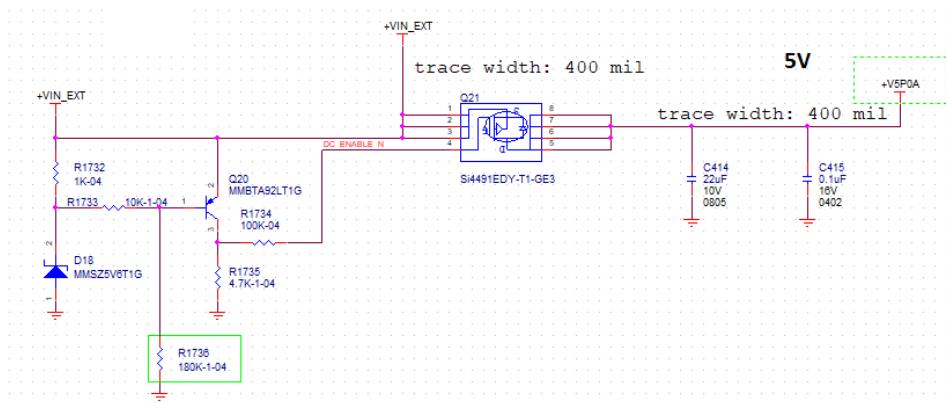 +VIN_EXT
trace width: 400 mil
5V
+V5P0A
+VIN_EXT
Q21
trace width: 400 mil
1
2
3
4
8
7
6
5
DC_ENABLE_N
Si4491EDY-T1-GE3
R1732
1K-04
Q20
MMBTA92LT1G
C414
22uF
10V
0805
C415
0.1uF
16V
0402
R1733
10K-1-04
1
2
3
R1734
100K-04
2
D18
MMSZ5V6T1G
1
R1735
4.7K-1-04
R1736
180K-1-04